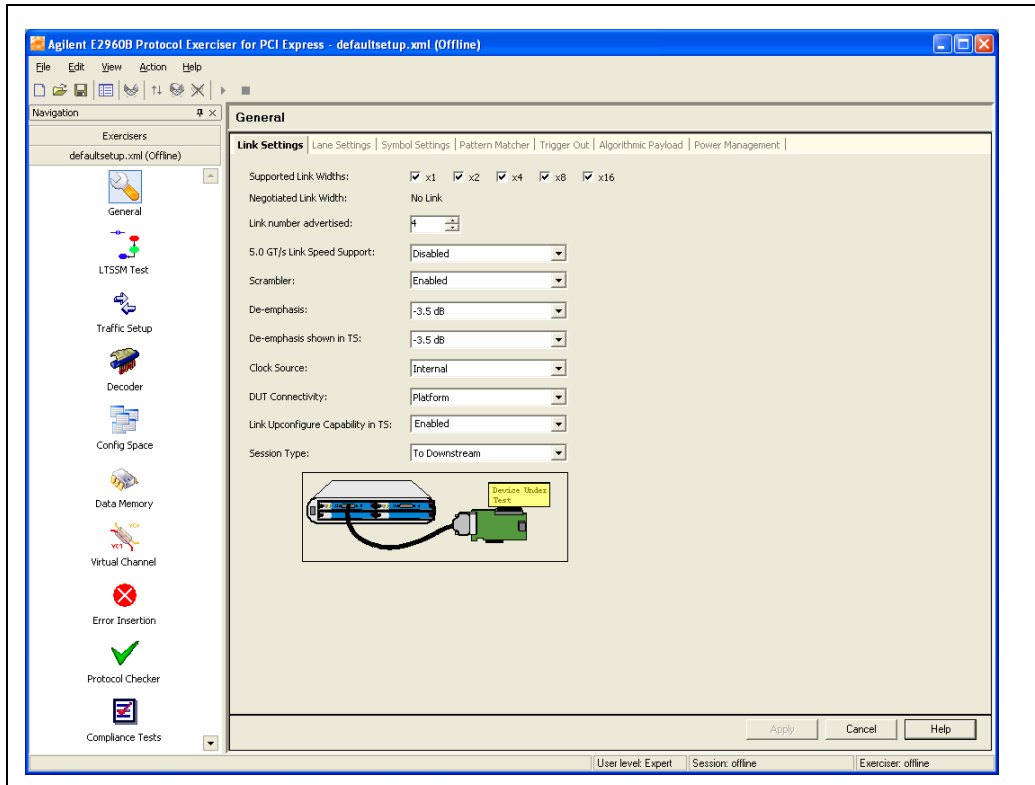 Agilent E2960B Protocol Exerciser for PCI Express - defaultsetup.xml (Offline)
File Edit View Action Help
Navigation
Exercisers
defaultsetup.xml (Offline)
General
LTSSM Test
Traffic Setup
Decoder
Config Space
Data Memory
VC0
VC1
Virtual Channel
Error Insertion
Protocol Checker
Compliance Tests
General
Link Settings Lane Settings Symbol Settings Pattern Matcher Trigger Out Algorithmic Payload Power Management
Supported Link Widths: x1 x2 x4 x8 x16
Negotiated Link Width: No Link
Link number advertised: 4
5.0 GT/s Link Speed Support: Disabled
Scrambler: Enabled
De-emphasis: -3.5 dB
De-emphasis shown in TS: -3.5 dB
Clock Source: Internal
DUT Connectivity: Platform
Link Upconfigure Capability in TS: Enabled
Session Type: To Downstream
Device Under
Test
Apply Cancel Help
User level: Expert Session: offline Exerciser: offline